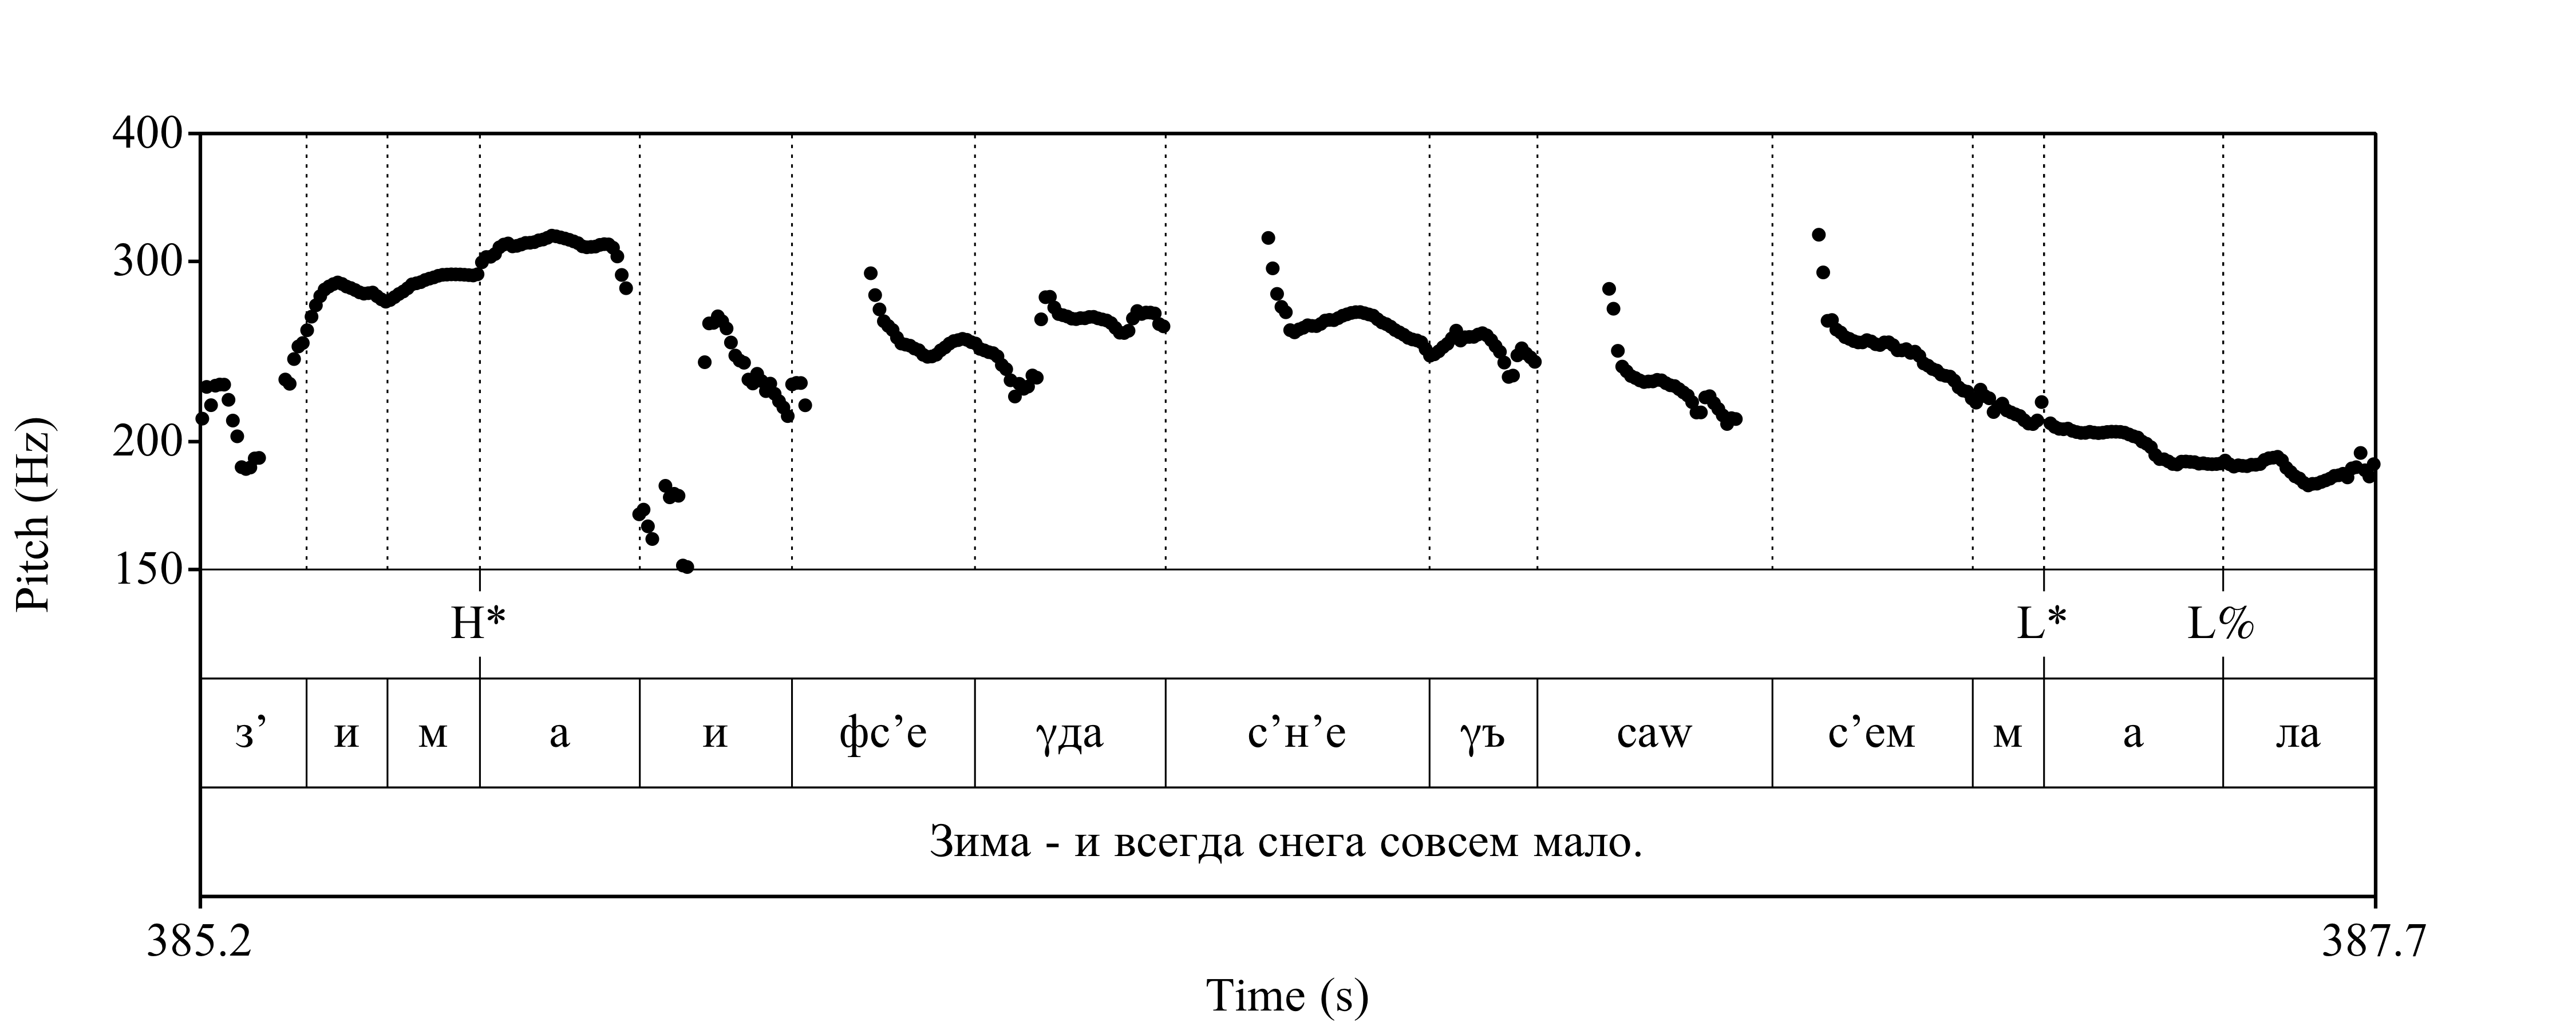 400
300
200
150
Pitch (Hz)
H* L* L%
з’ и м а и фс’е γда с’н’е γъ саw с’ем м а ла
Зима - и всегда снега совсем мало.
385.2 387.7
Time (s)